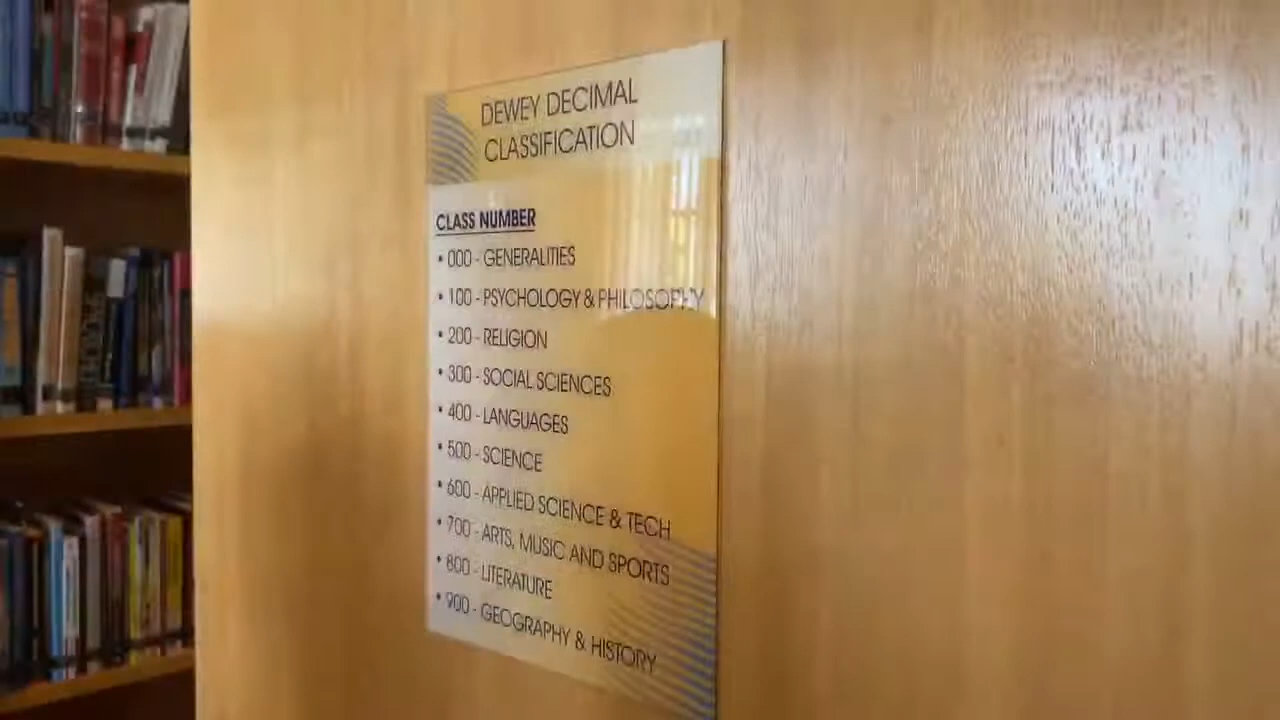 DEWEY DECIMAL
CLASSIFICATION
CLASS NUMBER
• 000 - GENERALITIES
• 100 - PSYCHOLOGY & PHILOSOPHY
• 200 - RELIGION
• 300 - SOCIAL SCIENCES
• 400 - LANGUAGES
• 500 - SCIENCE
• 600 - APPLIED SCIENCE & TECH
• 700 - ARTS, MUSIC AND SPORTS
• 800 - LITERATURE
• 900 - GEOGRAPHY & HISTORY